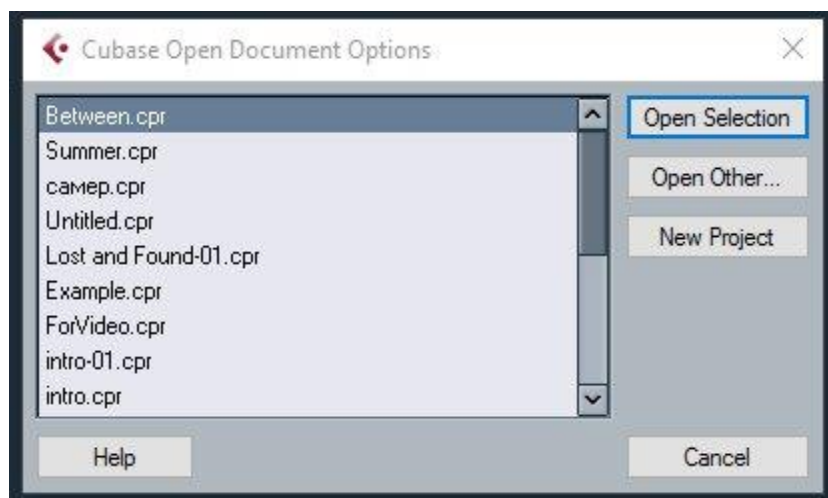 Cubase Open Document Options
Between.cpr
Summer.cpr
самер.cpr
Untitled.cpr
Lost and Found-01.cpr
Example.cpr
ForVideo.cpr
intro-01.cpr
intro.cpr
Open Selection
Open Other...
New Project
Help
Cancel